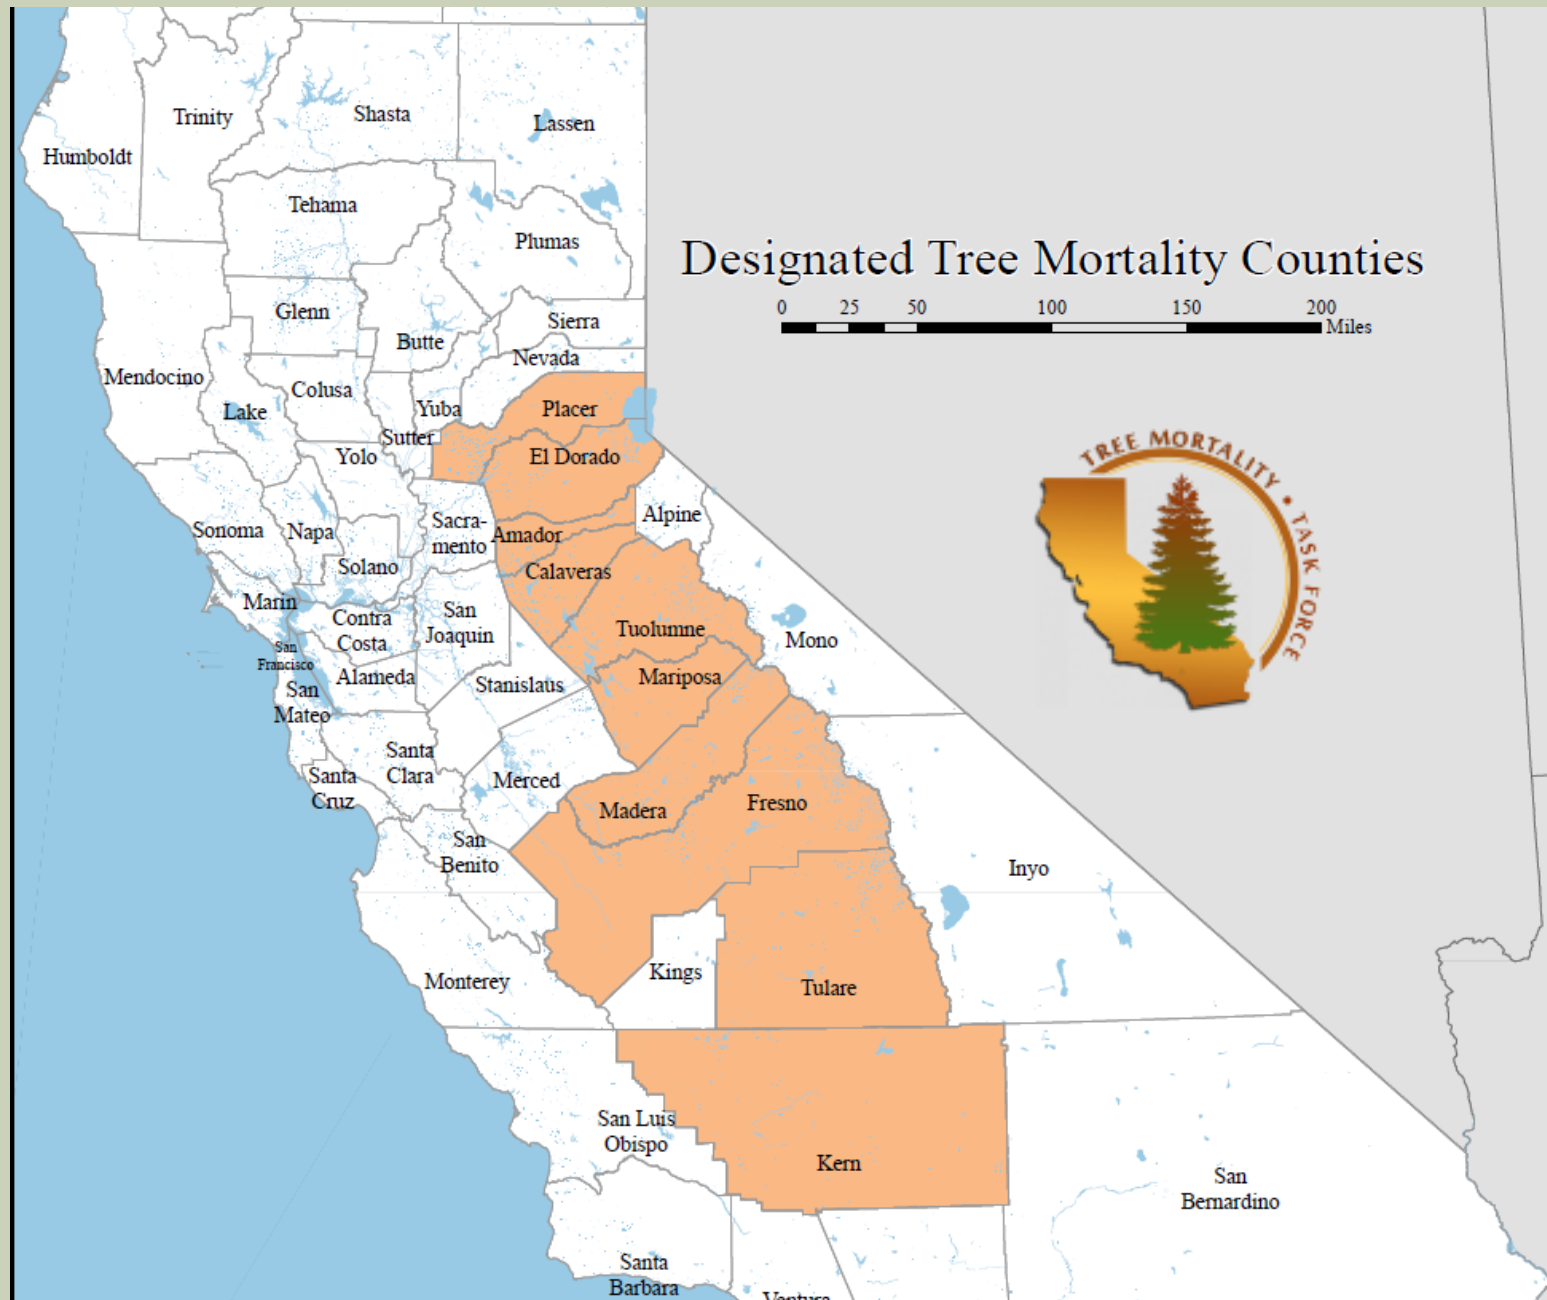 Trinity
Shasta
Lassen
Humboldt
Tehama
Plumas
Designated Tree Mortality Counties
0 25 50 100 150 200
Miles
Glenn
Sierra
Butte
Nevada
Mendocino
Colusa
Lake
Yuba
Placer
Sutter
Yolo
El Dorado
TREE MORTALITY • TASK FORCE
Sonoma
Napa
Sacra-
mento
Amador
Alpine
Solano
Calaveras
Marin
Contra
Costa
San
Joaquin
Tuolumne
Mono
San
Francisco
Alameda
Stanislaus
Mariposa
San
Mateo
Santa
Clara
Merced
Santa
Cruz
Madera
Fresno
San
Benito
Inyo
Monterey
Kings
Tulare
San Luis
Obispo
Kern
San
Bernardino
Santa
Barbara
Ventura